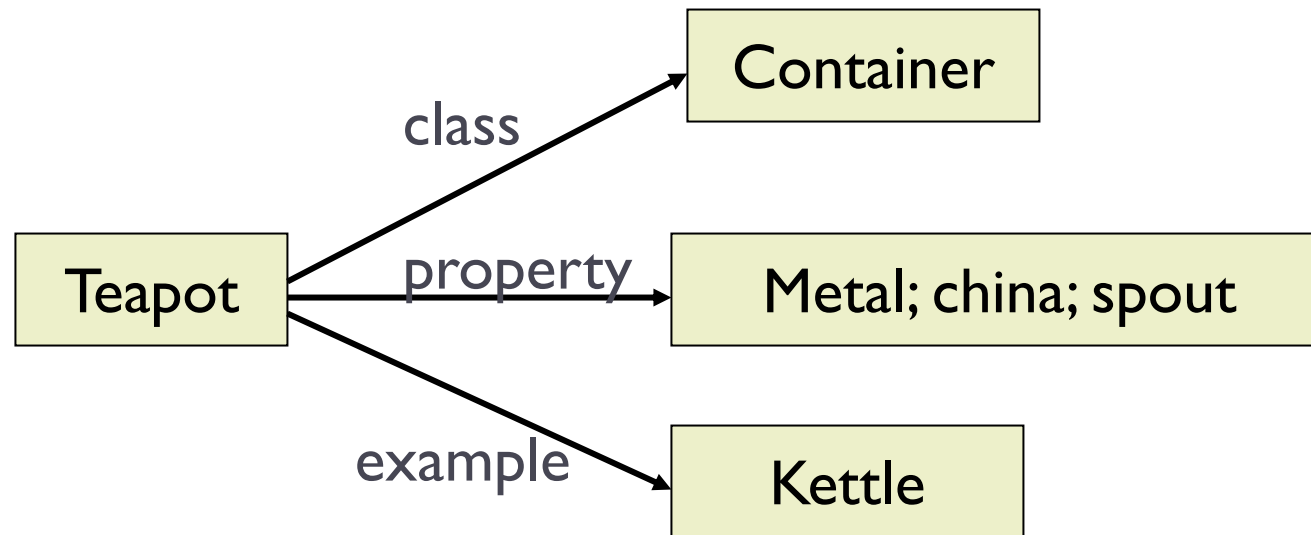 Container
class
Teapot
property
Metal; china; spout
example
Kettle